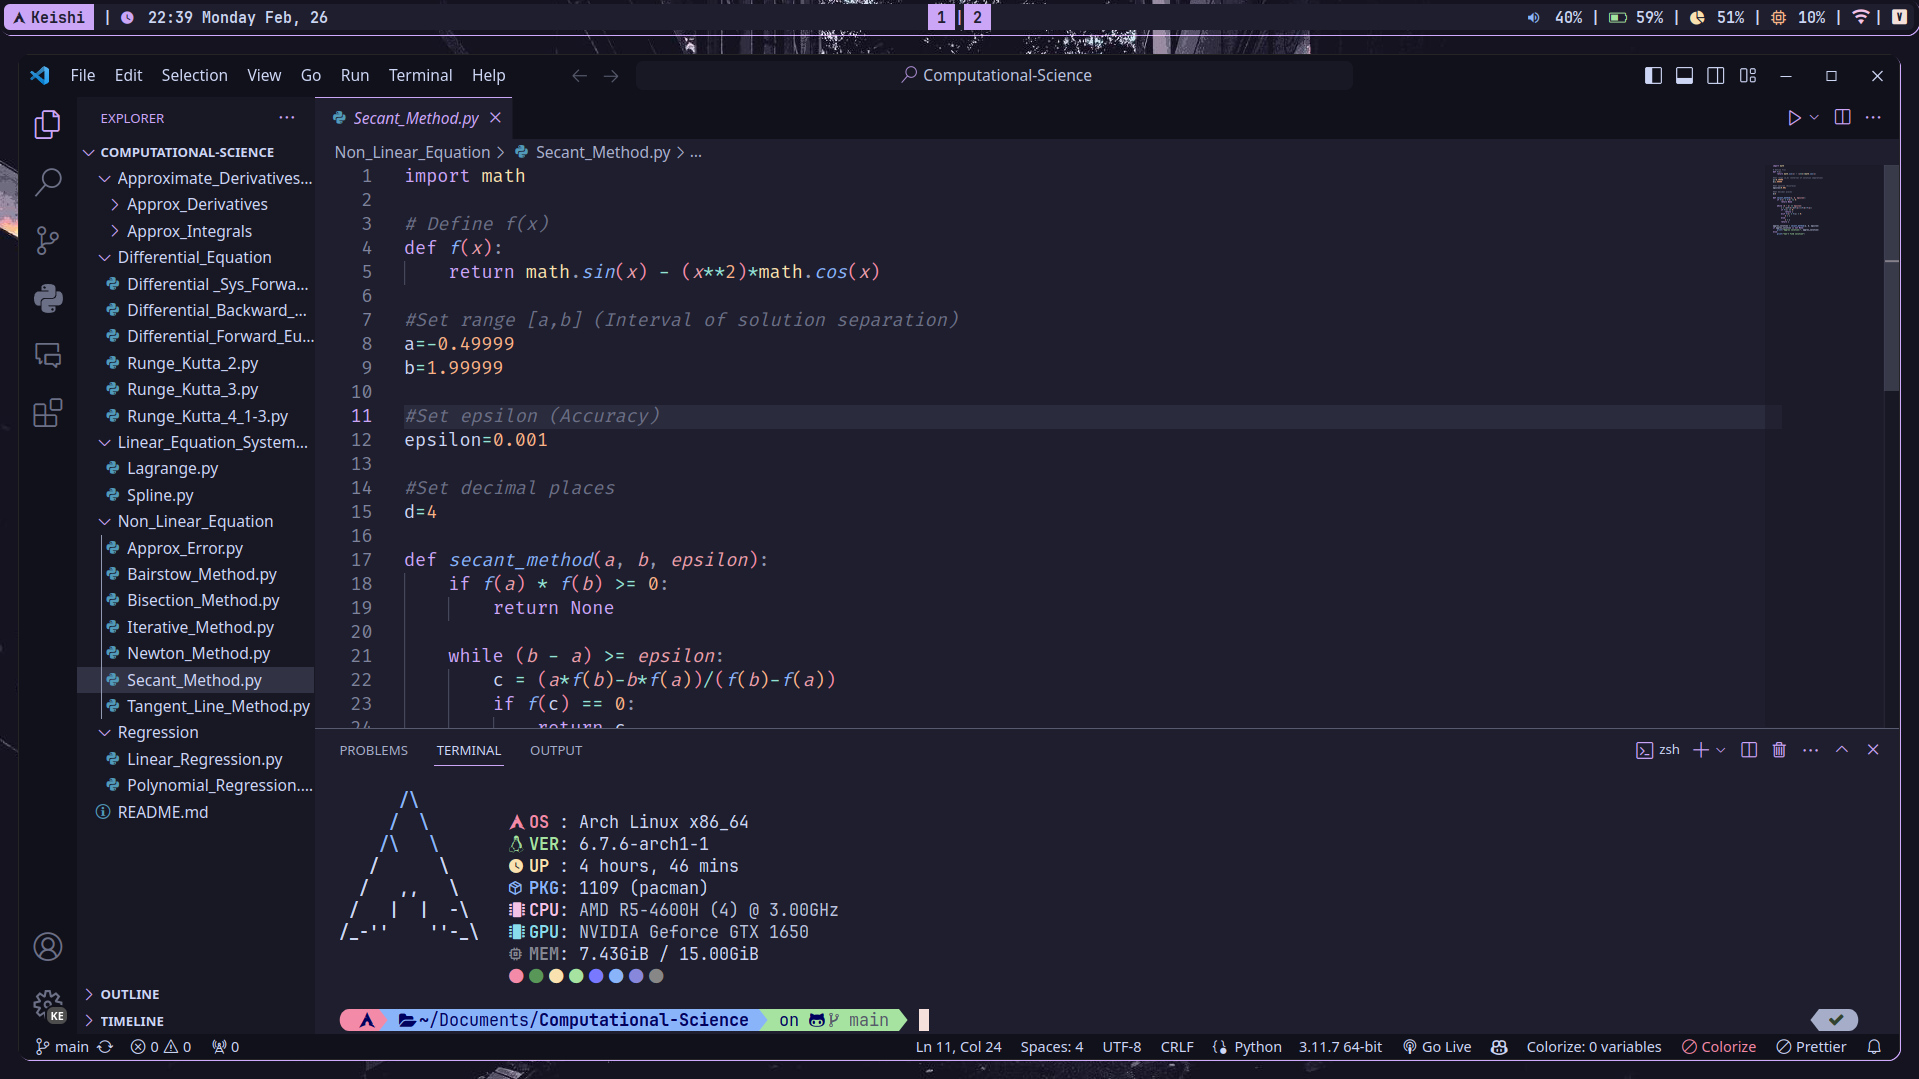 Keishi | 22:39 Monday Feb, 26
1 | 2
40% | 59% | 51% | 10% | | V
File Edit Selection View Go Run Terminal Help
Computational-Science
EXPLORER
COMPUTATIONAL-SCIENCE
Approximate_Derivatives...
Approx_Derivatives
Approx_Integrals
Differential_Equation
Differential _Sys_Forwa...
Differential_Backward_...
Differential_Forward_Eu...
Runge_Kutta_2.py
Runge_Kutta_3.py
Runge_Kutta_4_1-3.py
Linear_Equation_System...
Lagrange.py
Spline.py
Non_Linear_Equation
Approx_Error.py
Bairstow_Method.py
Bisection_Method.py
Iterative_Method.py
Newton_Method.py
Secant_Method.py
Tangent_Line_Method.py
Regression
Linear_Regression.py
Polynomial_Regression....
README.md
OUTLINE
TIMELINE
KE
Secant_Method.py
Non_Linear_Equation > Secant_Method.py > ...
1 import math
2
3 # Define f(x)
4 def f(x):
5 return math.sin(x) - (x**2)*math.cos(x)
6
7 #Set range [a,b] (Interval of solution separation)
8 a=-0.49999
9 b=1.99999
10
11 #Set epsilon (Accuracy)
12 epsilon=0.001
13
14 #Set decimal places
15 d=4
16
17 def secant_method(a, b, epsilon):
18 if f(a) * f(b) >= 0:
19 return None
20
21 while (b - a) >= epsilon:
22 c = (a*f(b)-b*f(a))/(f(b)-f(a))
23 if f(c) == 0:
24 return c
PROBLEMS TERMINAL OUTPUT
zsh
/\
/  \
/\   \
/      \
/   ,,   \
/   |  |  -\
/_-''    ''-_\
OS : Arch Linux x86_64
VER: 6.7.6-arch1-1
UP : 4 hours, 46 mins
PKG: 1109 (pacman)
CPU: AMD R5-4600H (4) @ 3.00GHz
GPU: NVIDIA Geforce GTX 1650
MEM: 7.43GiB / 15.00GiB
~/Documents/Computational-Science on main
main 0 0 0
Ln 11, Col 24 Spaces: 4 UTF-8 CRLF Python 3.11.7 64-bit Go Live Colorize: 0 variables Colorize Prettier